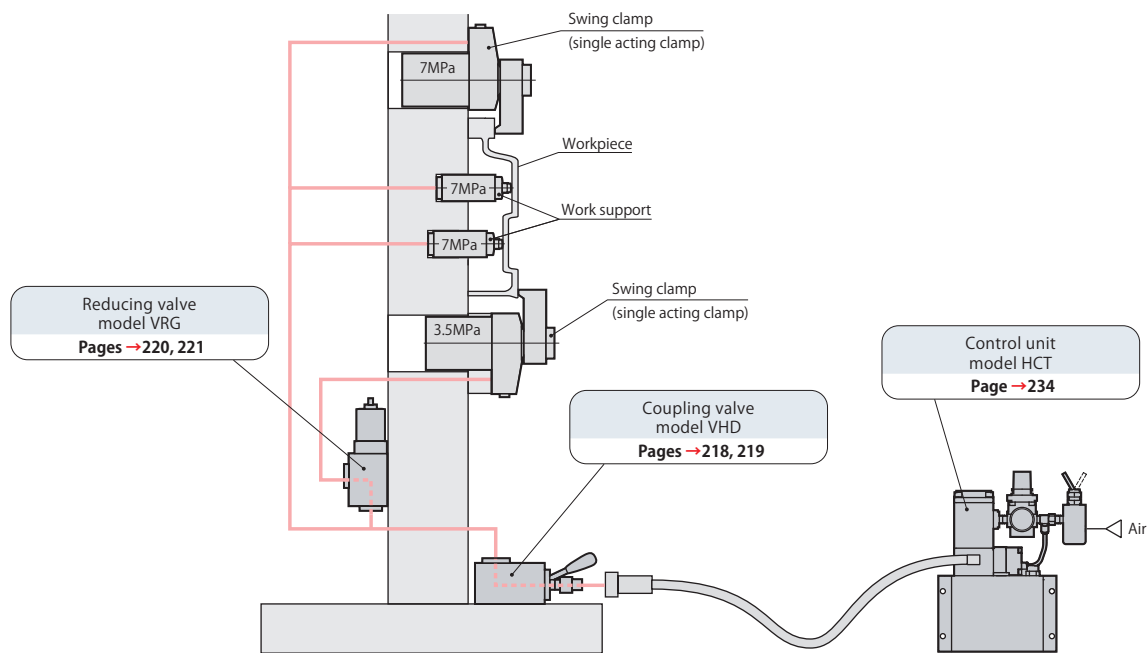 Swing clamp
(single acting clamp)
7MPa
Workpiece
7MPa
Work support
7MPa
Swing clamp
(single acting clamp)
3.5MPa
Reducing valve
model VRG
Pages →220, 221
Control unit
model HCT
Page →234
Coupling valve
model VHD
Pages →218, 219
Air